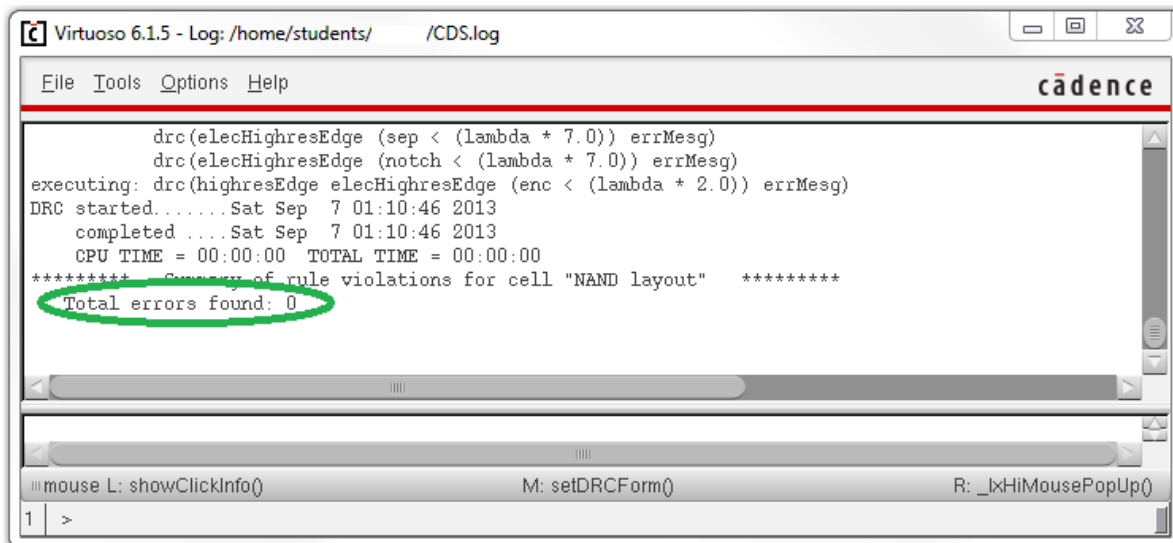 Virtuoso 6.1.5 - Log: /home/students/ /CDS.log
File Tools Options Help
cādence
drc(elecHighresEdge (sep < (lambda * 7.0)) errMesg)
drc(elecHighresEdge (notch < (lambda * 7.0)) errMesg)
executing: drc(highresEdge elecHighresEdge (enc < (lambda * 2.0)) errMesg)
DRC started.......Sat Sep 7 01:10:46 2013
completed ....Sat Sep 7 01:10:46 2013
CPU TIME = 00:00:00 TOTAL TIME = 00:00:00
********* Summary of rule violations for cell "NAND layout" *********
Total errors found: 0
mouse L: showClickInfo() M: setDRCForm() R: _lxHiMousePopUp()
1 >